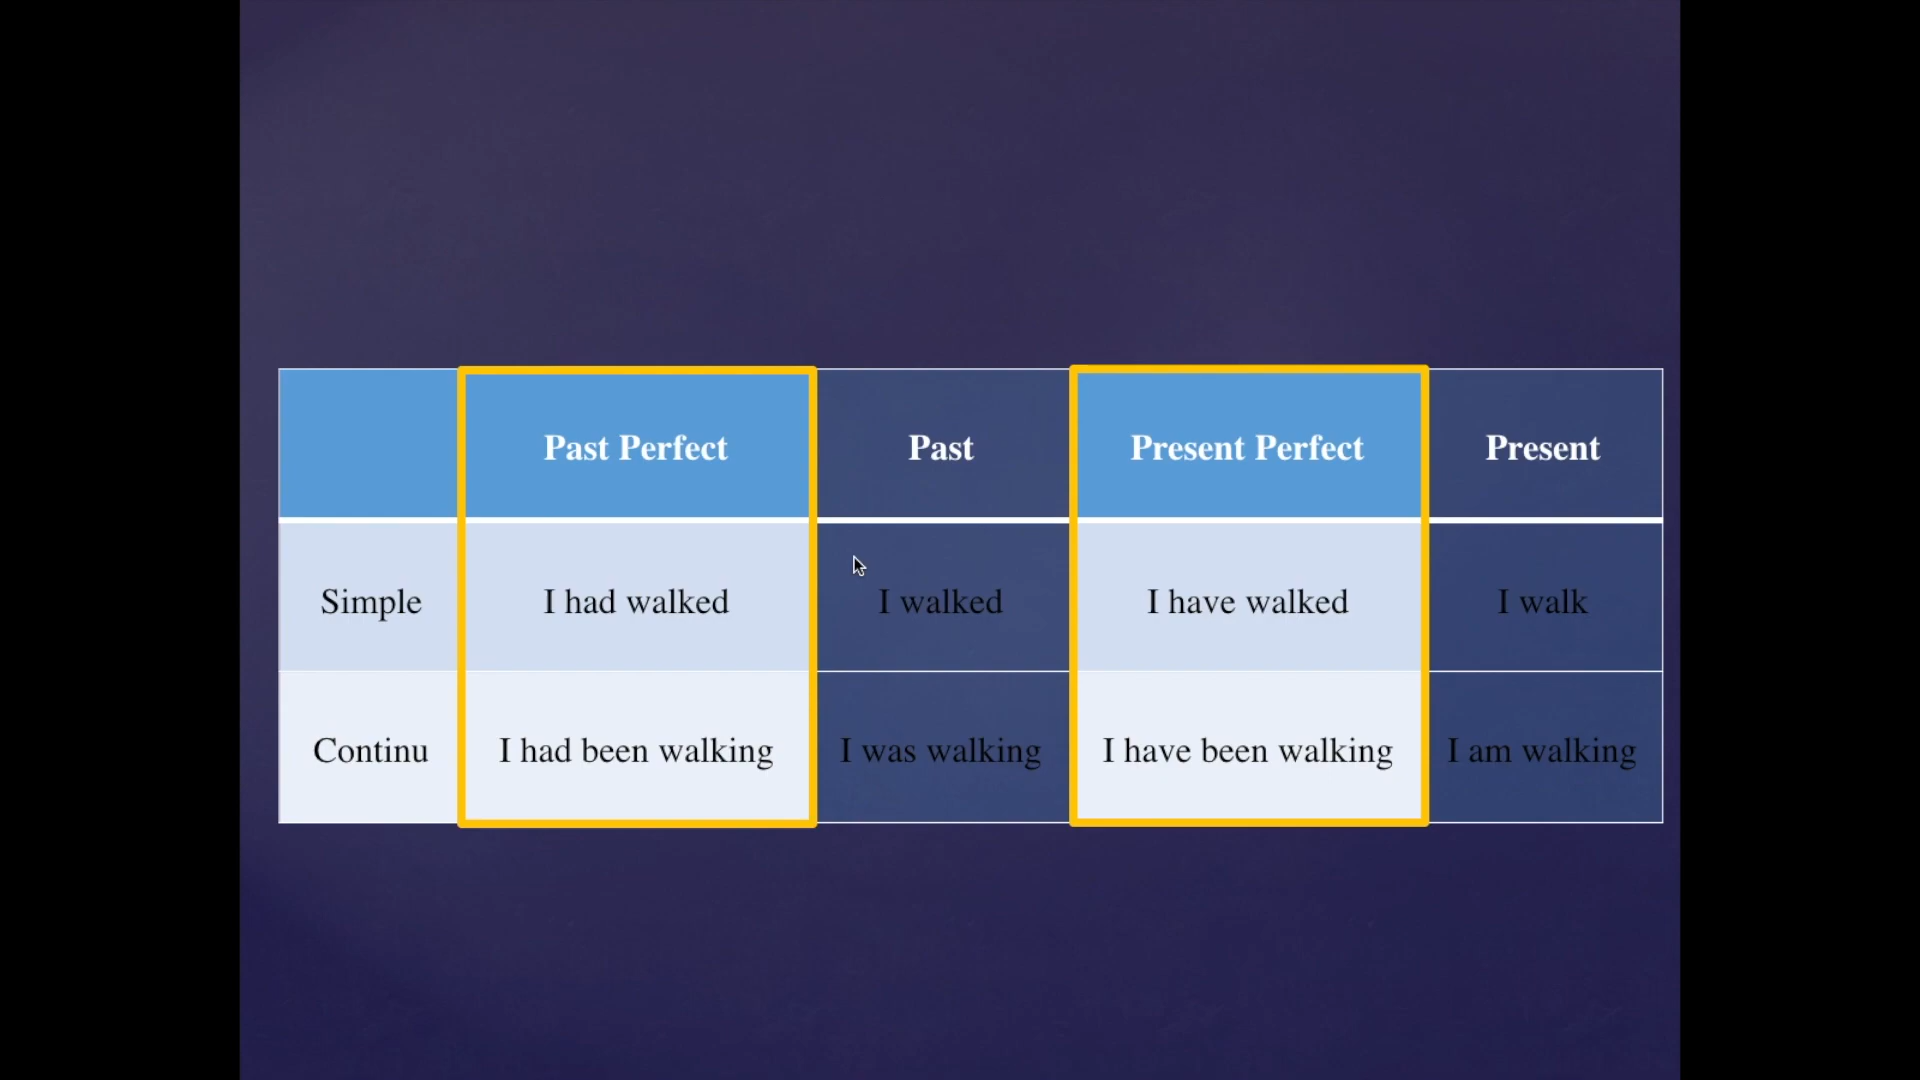 Past Perfect Past Present Perfect Present
Simple I had walked I walked I have walked I walk
Continu I had been walking I was walking I have been walking I am walking